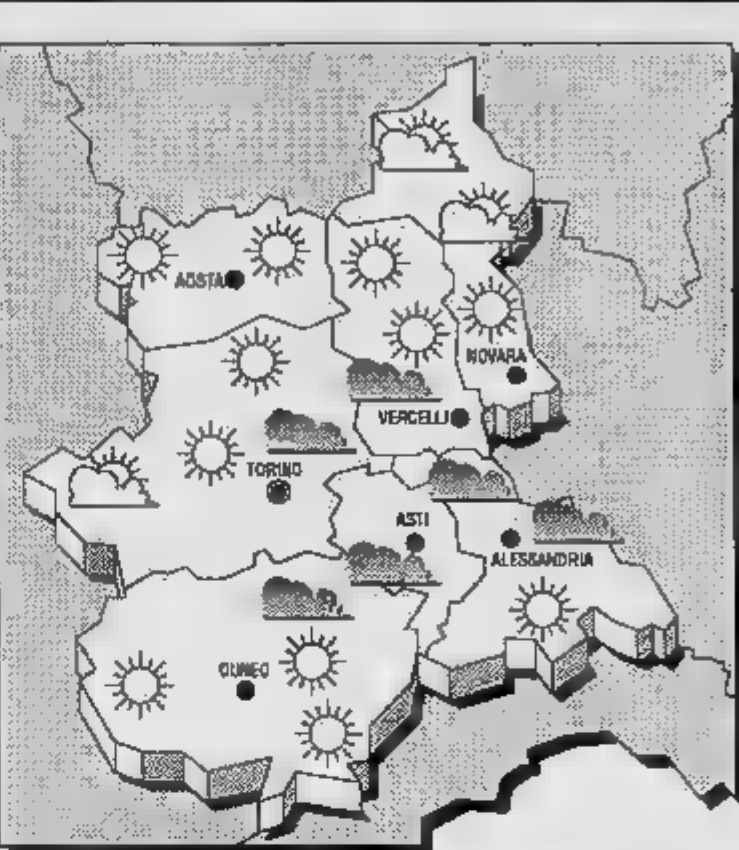 AOSTA
NOVARA
VERCELLI
TORINO
ASTI
ALESSANDRIA
CUNEO